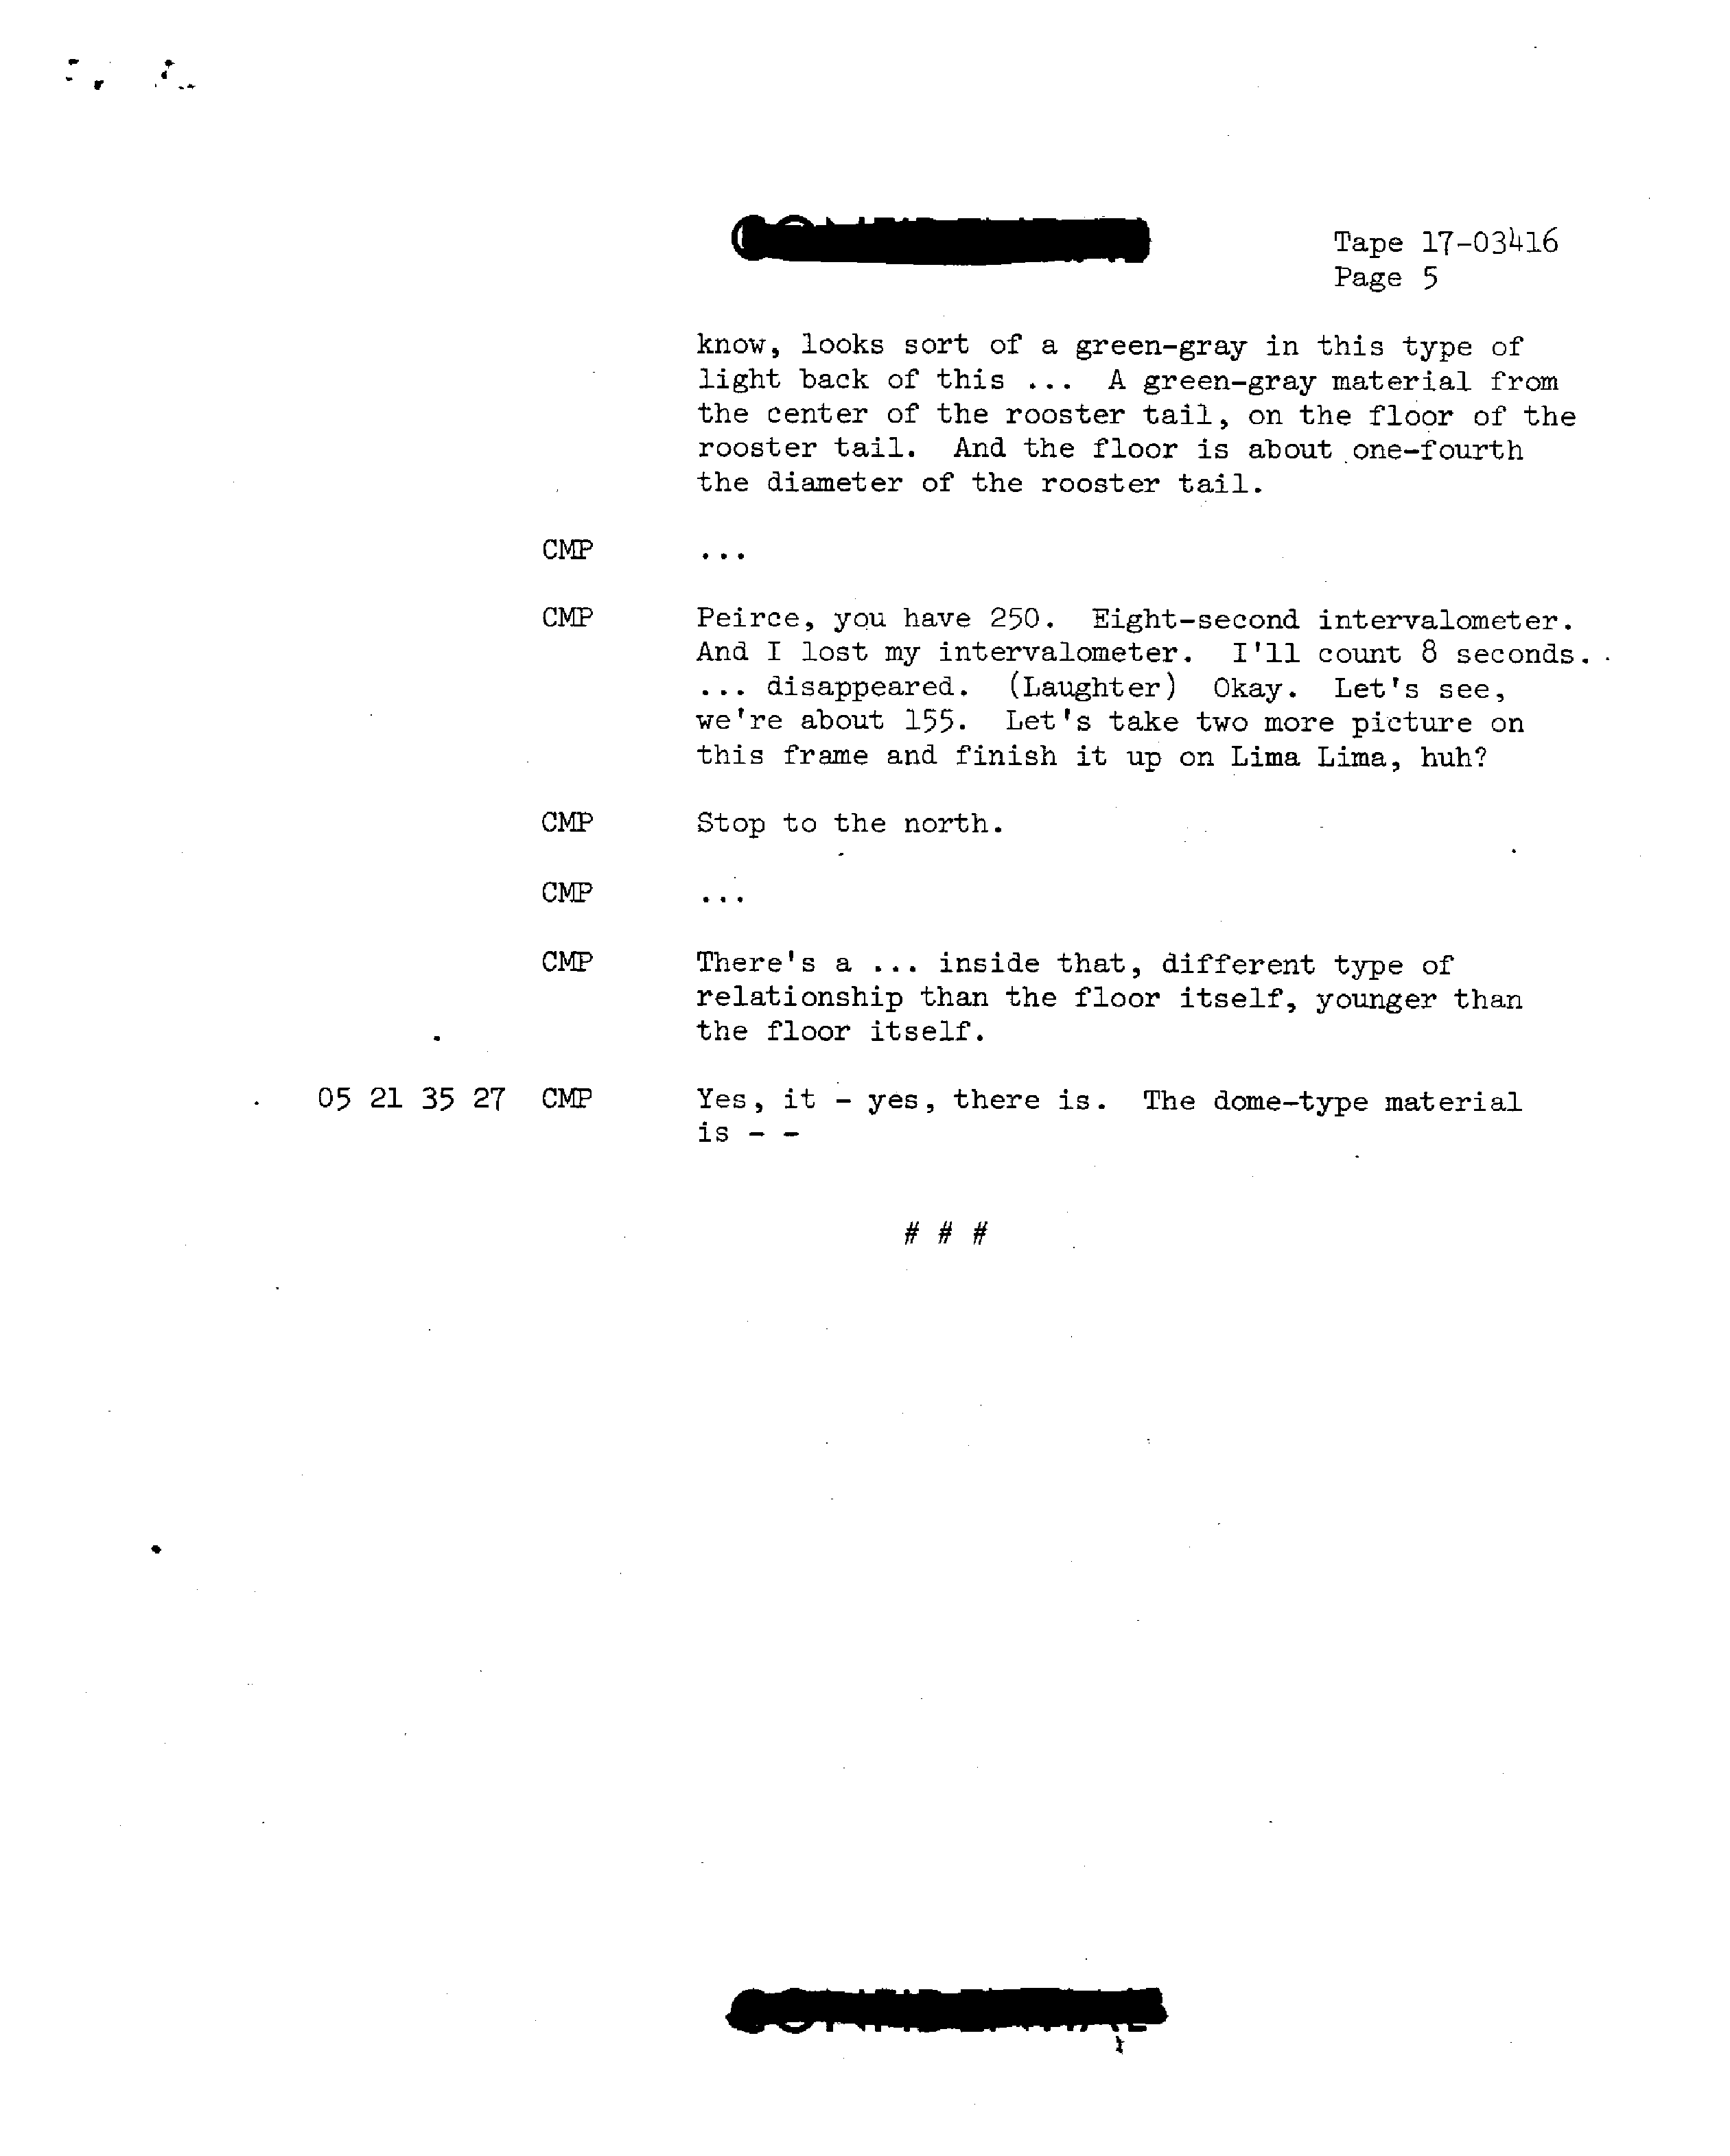 Tape 17-03416
Page 5
know, looks sort of a green-gray in this type of
light back of this ... A green-gray material from
the center of the rooster tail, on the floor of the
rooster tail. And the floor is about one-fourth
the diameter of the rooster tail.
CMP ...
CMP Peirce, you have 250. Eight-second intervalometer.
And I lost my intervalometer. I'll count 8 seconds.
... disappeared. (Laughter) Okay. Let's see,
we're about 155. Let's take two more picture on
this frame and finish it up on Lima Lima, huh?
CMP Stop to the north.
CMP ...
CMP There's a ... inside that, different type of
relationship than the floor itself, younger than
the floor itself.
05 21 35 27 CMP Yes, it - yes, there is. The dome-type material
is - -
# # #